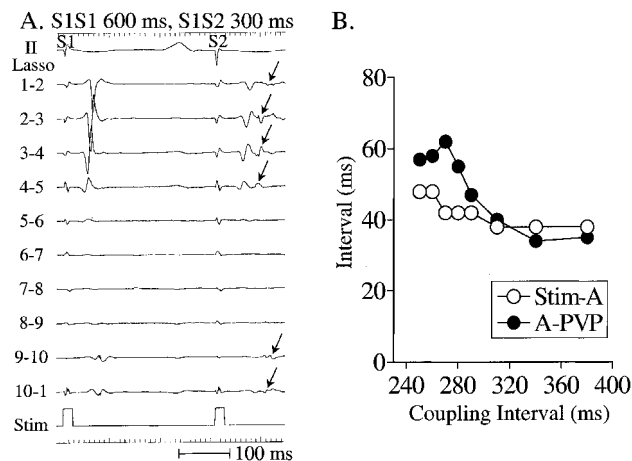 A. S1S1 600 ms, S1S2 300 ms
II S1 S2
Lasso
1-2
2-3
3-4
4-5
5-6
6-7
7-8
8-9
9-10
10-1
Stim
100 ms
B.
80
60
40
20
0
Interval (ms)
Stim-A
A-PVP
240 280 320 360 400
Coupling Interval (ms)